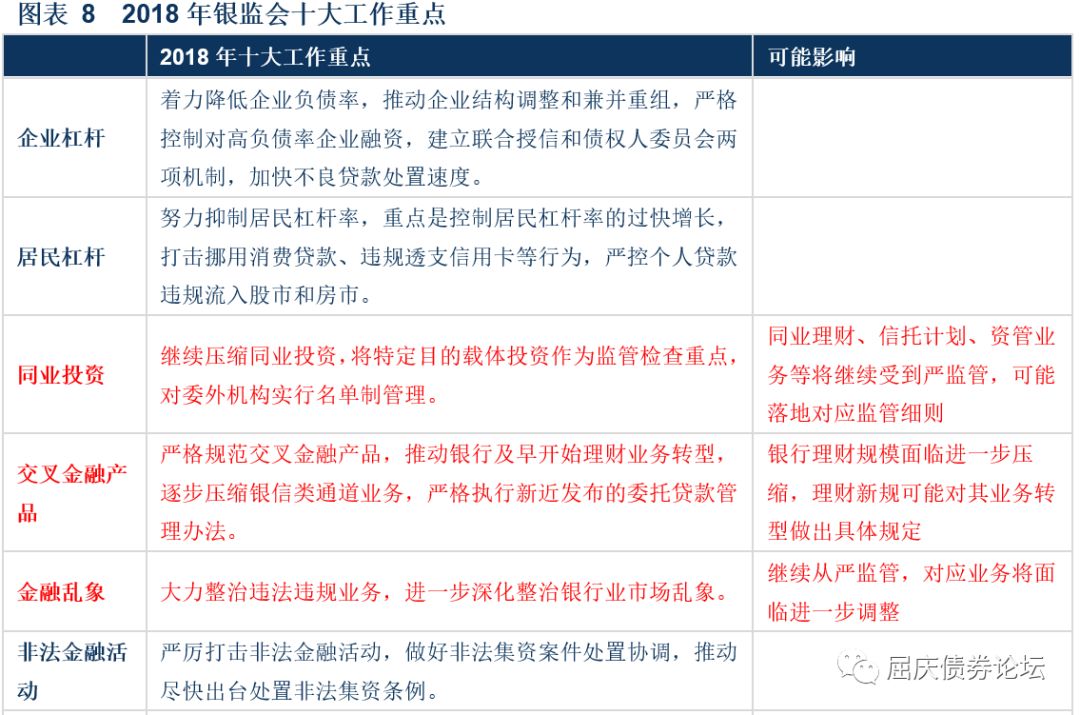 图表 8 2018 年银监会十大工作重点
2018 年十大工作重点
可能影响
企业杠杆
着力降低企业负债率，推动企业结构调整和兼并重组，严格
控制对高负债率企业融资，建立联合授信和债权人委员会两
项机制，加快不良贷款处置速度。
居民杠杆
努力抑制居民杠杆率，重点是控制居民杠杆率的过快增长，
打击挪用消费贷款、违规透支信用卡等行为，严控个人贷款
违规流入股市和房市。
同业投资
继续压缩同业投资，将特定目的载体投资作为监管检查重点，
对委外机构实行名单制管理。
同业理财、信托计划、资管业
务等将继续受到严监管，可能
落地对应监管细则
交叉金融产
品
严格规范交叉金融产品，推动银行及早开始理财业务转型，
逐步压缩银信类通道业务，严格执行新近发布的委托贷款管
理办法。
银行理财规模面临进一步压
缩，理财新规可能对其业务转
型做出具体规定
金融乱象
大力整治违法违规业务，进一步深化整治银行业市场乱象。
继续从严监管，对应业务将面
临进一步调整
非法金融活
动
严厉打击非法金融活动，做好非法集资案件处置协调，推动
尽快出台处置非法集资条例。
屈庆债券论坛